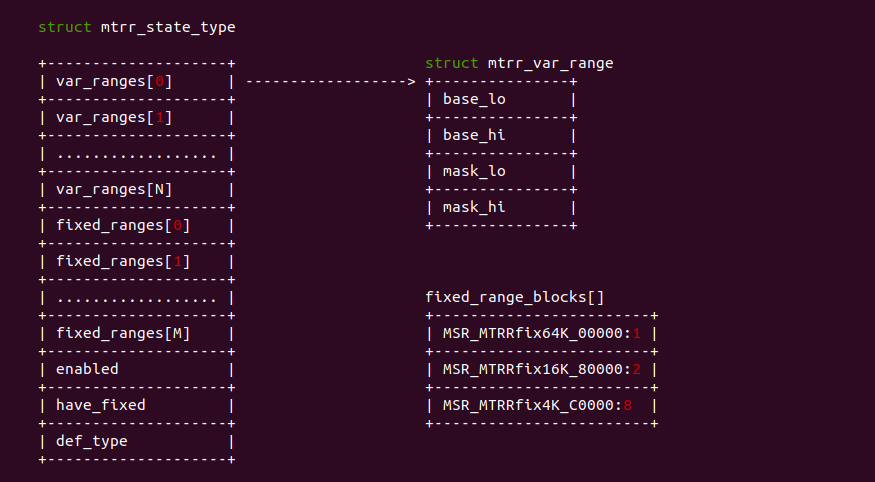 struct mtrr_state_type
+--------------------+
| var_ranges[0]      | ------------------>
+--------------------+
| var_ranges[1]      |
+--------------------+
| .................. |
+--------------------+
| var_ranges[N]      |
+--------------------+
| fixed_ranges[0]    |
+--------------------+
| fixed_ranges[1]    |
+--------------------+
| .................. |
+--------------------+
| fixed_ranges[M]    |
+--------------------+
| enabled            |
+--------------------+
| have_fixed         |
+--------------------+
| def_type           |
+--------------------+
struct mtrr_var_range
+---------------+
| base_lo       |
+---------------+
| base_hi       |
+---------------+
| mask_lo       |
+---------------+
| mask_hi       |
+---------------+
fixed_range_blocks[]
+------------------------+
| MSR_MTRRfix64K_00000:1 |
+------------------------+
| MSR_MTRRfix16K_80000:2 |
+------------------------+
| MSR_MTRRfix4K_C0000:8  |
+------------------------+